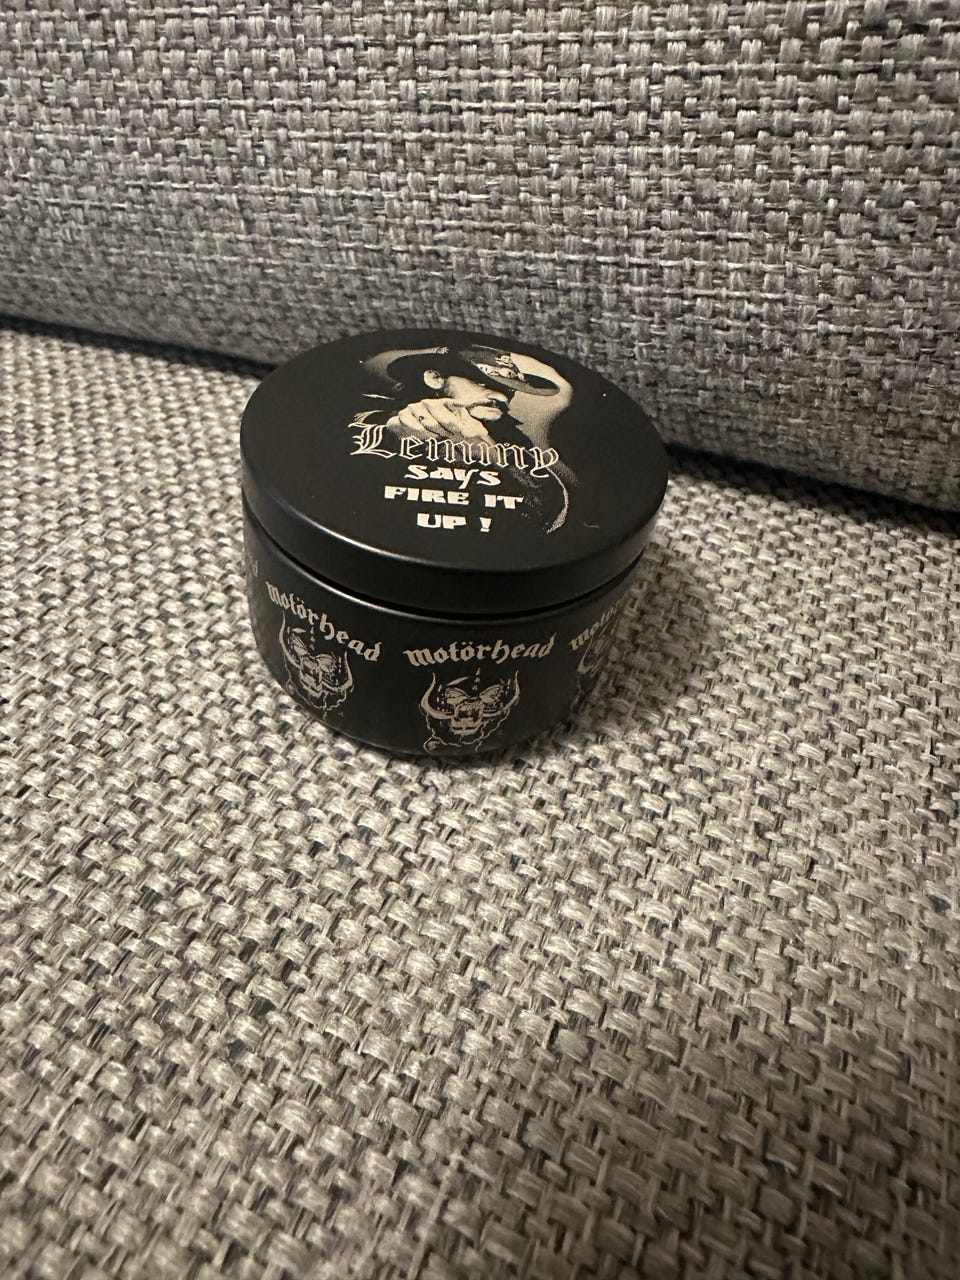 Lemmy
SAYS
FIRE IT
UP !
Motörhead
Motörhead